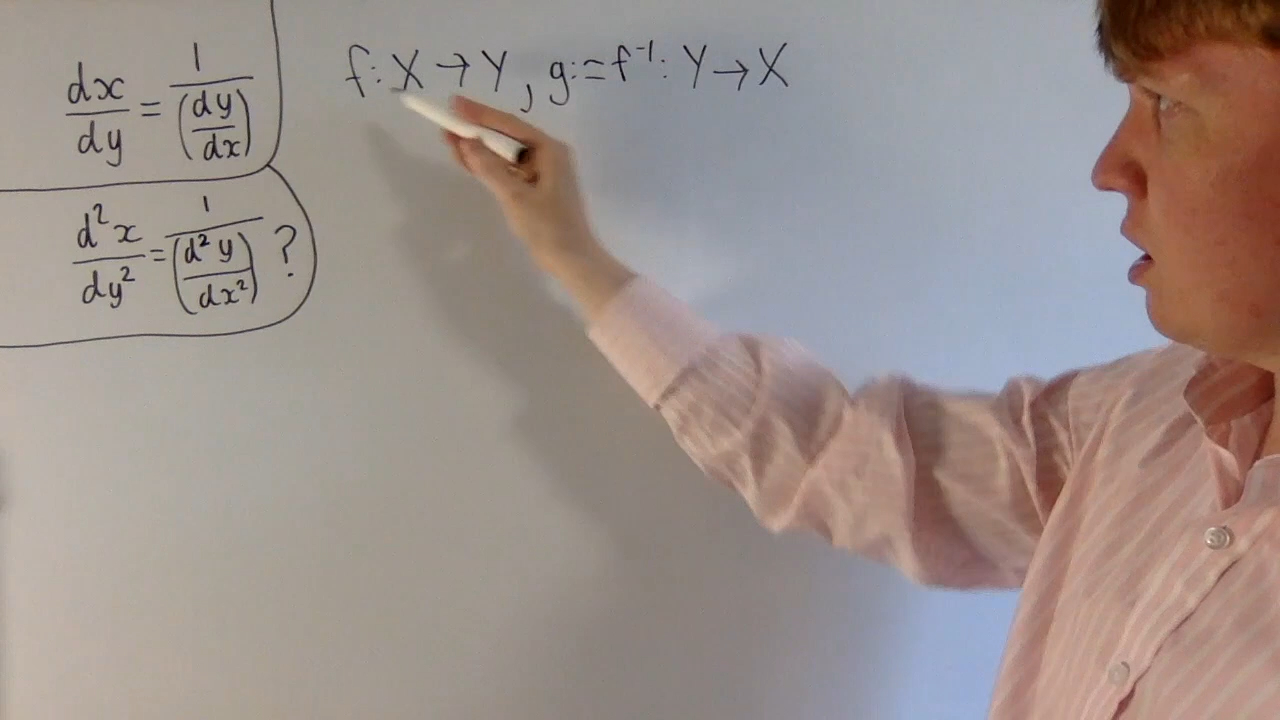 dx/dy = 1/(dy/dx)
f: X → Y, g := f⁻¹: Y → X
d²x/dy² = 1/(d²y/dx²) ?